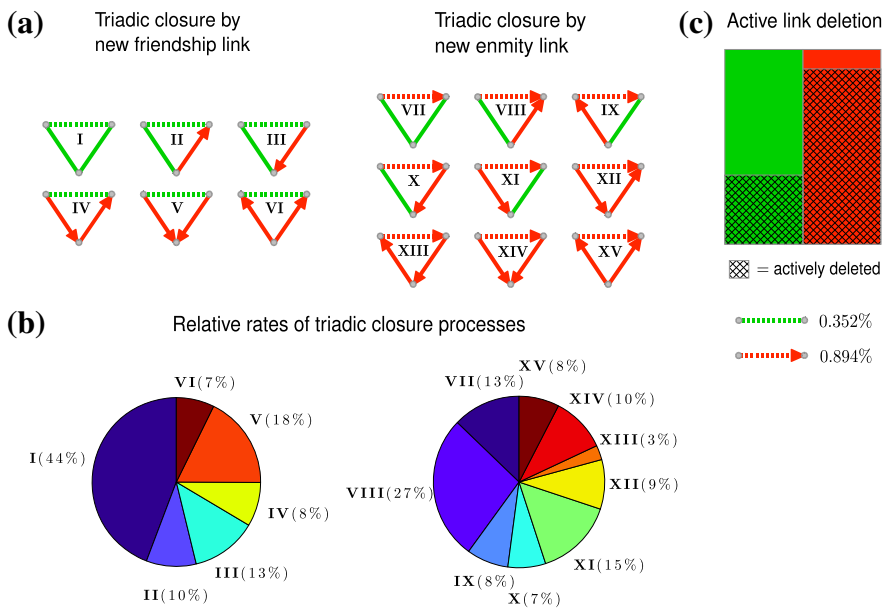 (a)
Triadic closure by
new friendship link
I
II
III
IV
V
VI
Triadic closure by
new enmity link
VII
VIII
IX
X
XI
XII
XIII
XIV
XV
(c)
Active link deletion
= actively deleted
0.352%
0.894%
(b)
Relative rates of triadic closure processes
VI(7%)
V(18%)
I(44%)
IV(8%)
III(13%)
II(10%)
XV(8%)
VII(13%)
XIV(10%)
XIII(3%)
XII(9%)
VIII(27%)
XI(15%)
IX(8%)
X(7%)